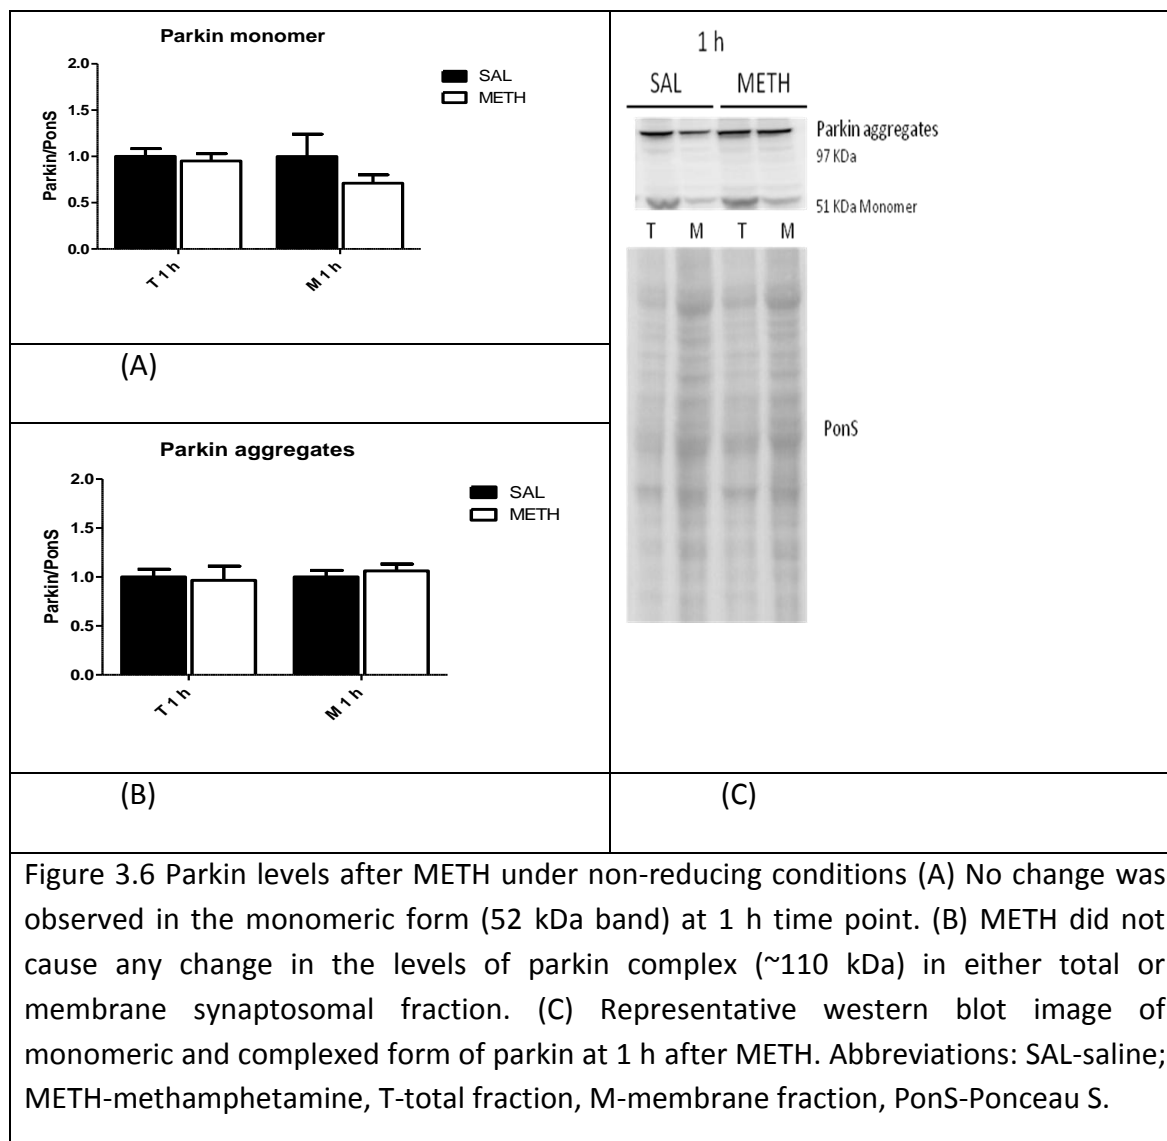 Parkin monomer
2.0
1.5
1.0
0.5
0.0
Parkin/PonS
SAL
METH
T 1 h
M 1 h
(A)
Parkin aggregates
2.0
1.5
1.0
0.5
0.0
Parkin/PonS
SAL
METH
T 1 h
M 1 h
(B)
1 h
SAL METH
Parkin aggregates
97 KDa
51 KDa Monomer
T M T M
PonS
(C)
Figure 3.6 Parkin levels after METH under non-reducing conditions (A) No change was
observed in the monomeric form (52 kDa band) at 1 h time point. (B) METH did not
cause any change in the levels of parkin complex (~110 kDa) in either total or
membrane synaptosomal fraction. (C) Representative western blot image of
monomeric and complexed form of parkin at 1 h after METH. Abbreviations: SAL-saline;
METH-methamphetamine, T-total fraction, M-membrane fraction, PonS-Ponceau S.